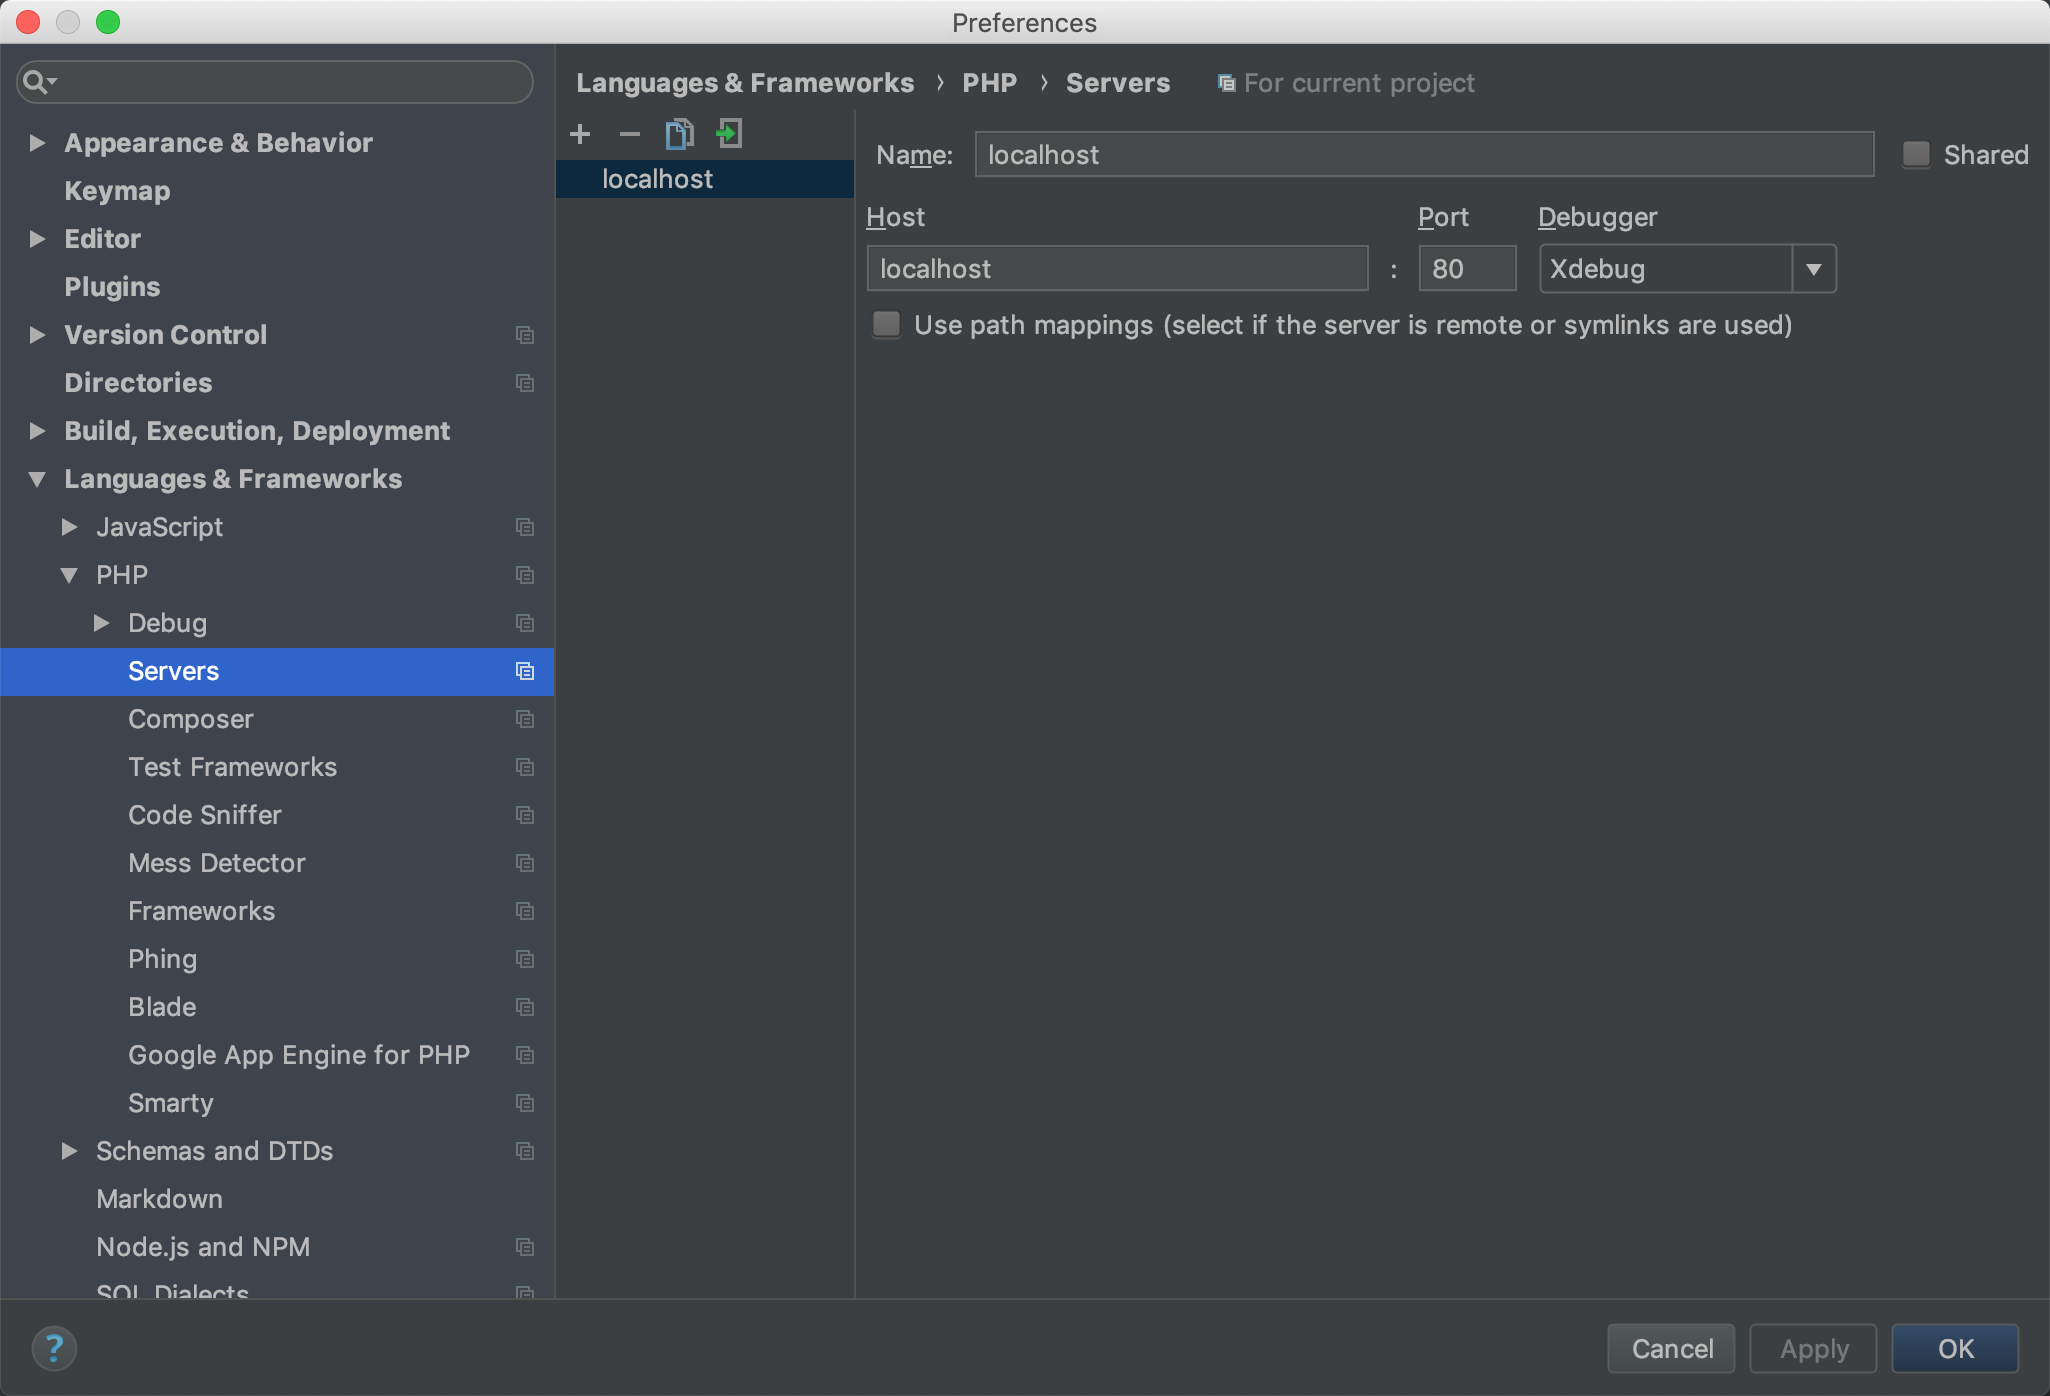 Preferences
Appearance & Behavior
Keymap
Editor
Plugins
Version Control
Directories
Build, Execution, Deployment
Languages & Frameworks
JavaScript
PHP
Debug
Servers
Composer
Test Frameworks
Code Sniffer
Mess Detector
Frameworks
Phing
Blade
Google App Engine for PHP
Smarty
Schemas and DTDs
Markdown
Node.js and NPM
SQL Dialects
Languages & Frameworks › PHP › Servers For current project
localhost
Name: localhost Shared
Host Port Debugger
localhost : 80 Xdebug
Use path mappings (select if the server is remote or symlinks are used)
? Cancel Apply OK